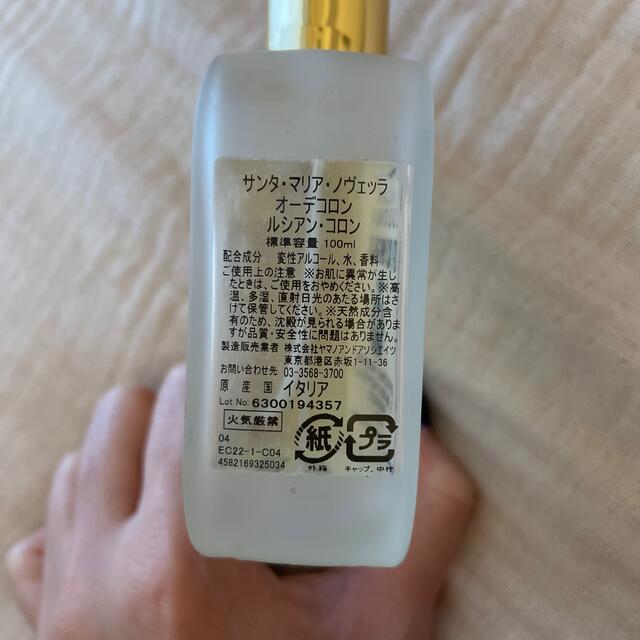 サンタ・マリア・ノヴェッラ
オーデコロン
ルシアン・コロン
標準容量 100ml
配合成分 変性アルコール、水、香料
ご使用上の注意 ※お肌に異常が生じ
たときは、ご使用をおやめください。※高
温、多湿、直射日光のあたる場所はさ
けて保管してください。※天然成分含
有のため、沈殿が見られる場合がありま
すが品質・安全性に問題はありません。
製造販売業者 株式会社ヤマノアンドアソシエイツ
東京都港区赤坂1-11-36
お問い合わせ先 03-3568-3700
原産国 イタリア
Lot No: 6300194357
火気厳禁
紙
プラ
04
EC22-1-C04
外箱
キャップ、中栓
4582169325034